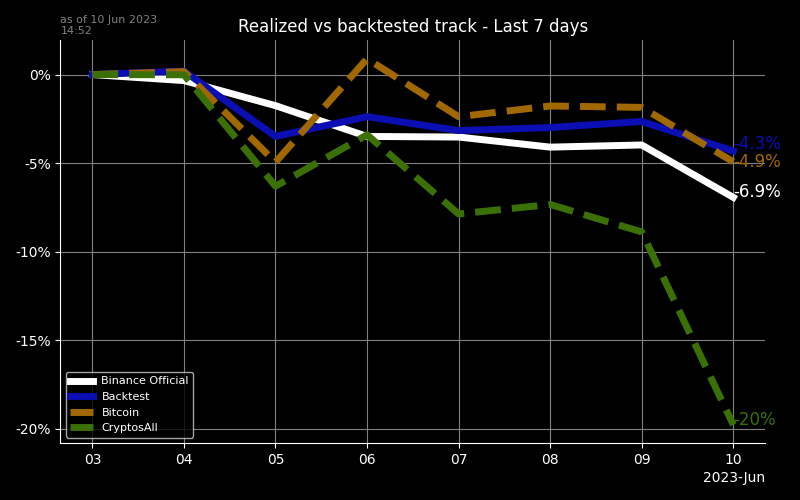 as of 10 Jun 2023
14:52
Realized vs backtested track - Last 7 days
0%
-5%
-10%
-15%
-20%
-4.3%
-4.9%
-6.9%
-20%
Binance Official
Backtest
Bitcoin
CryptosAll
03 04 05 06 07 08 09 10
2023-Jun